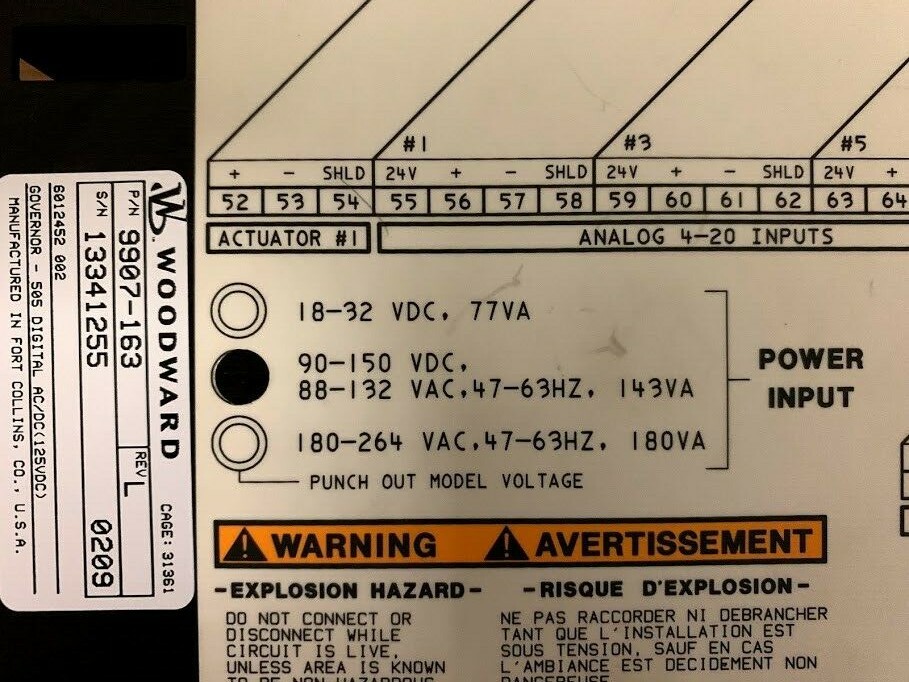 WOODWARD
CAGE: 31361
P/N 9907-163 REV L
S/N 13341255 0209
6012452 002
GOVERNOR - 505 DIGITAL AC/DC(125VDC)
MANUFACTURED IN FORT COLLINS, CO., U.S.A.
#1 #3 #5
+ - SHLD 24V + - SHLD 24V + - SHLD 24V +
52 53 54 55 56 57 58 59 60 61 62 63 64
ACTUATOR #1 ANALOG 4-20 INPUTS
18-32 VDC, 77VA
90-150 VDC,
88-132 VAC,47-63HZ, 143VA
180-264 VAC,47-63HZ, 180VA
POWER
INPUT
PUNCH OUT MODEL VOLTAGE
WARNING AVERTISSEMENT
-EXPLOSION HAZARD-
DO NOT CONNECT OR
DISCONNECT WHILE
CIRCUIT IS LIVE,
UNLESS AREA IS KNOWN
TO BE NON-HAZARDOUS
-RISQUE D'EXPLOSION-
NE PAS RACCORDER NI DEBRANCHER
TANT QUE L'INSTALLATION EST
SOUS TENSION, SAUF EN CAS
L'AMBIANCE EST DECIDEMENT NON
DANGEREUSE